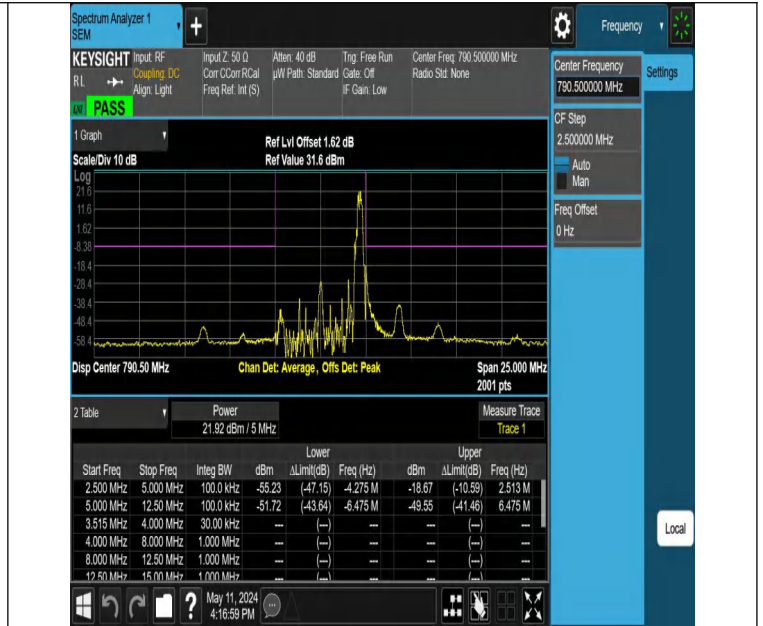 Spectrum Analyzer 1
SEM
+
Frequency
KEYSIGHT Input: RF Input Z: 50 Ω Atten: 40 dB Trig: Free Run Center Freq: 790.500000 MHz
RL Coupling: DC Corr CCorr RCal µW Path: Standard Gate: Off Radio Std: None
Align: Light Freq Ref: Int (S) IF Gain: Low
LXI PASS
Center Frequency
790.500000 MHz
Settings
CF Step
2.500000 MHz
Auto
Man
Freq Offset
0 Hz
1 Graph
Ref Lvl Offset 1.62 dB
Scale/Div 10 dB Ref Value 31.6 dBm
Log
21.6
11.6
1.62
-8.38
-18.4
-28.4
-38.4
-48.4
-58.4
Disp Center 790.50 MHz Chan Det: Average, Offs Det: Peak Span 25.000 MHz
2001 pts
2 Table Power Measure Trace
21.92 dBm / 5 MHz Trace 1
Lower Upper
Start Freq Stop Freq Integ BW dBm ΔLimit(dB) Freq (Hz) dBm ΔLimit(dB) Freq (Hz)
2.500 MHz 5.000 MHz 100.0 kHz -55.23 (-47.15) -4.275 M -18.67 (-10.59) 2.513 M
5.000 MHz 12.50 MHz 100.0 kHz -51.72 (-43.64) -6.475 M -49.55 (-41.46) 6.475 M
3.515 MHz 4.000 MHz 30.00 kHz --- (---) --- --- (---) ---
4.000 MHz 8.000 MHz 1.000 MHz --- (---) --- --- (---) ---
8.000 MHz 12.50 MHz 1.000 MHz --- (---) --- --- (---) ---
12.50 MHz 15.00 MHz 1.000 MHz --- (---) --- --- (---) ---
Local
? May 11, 2024
4:16:59 PM